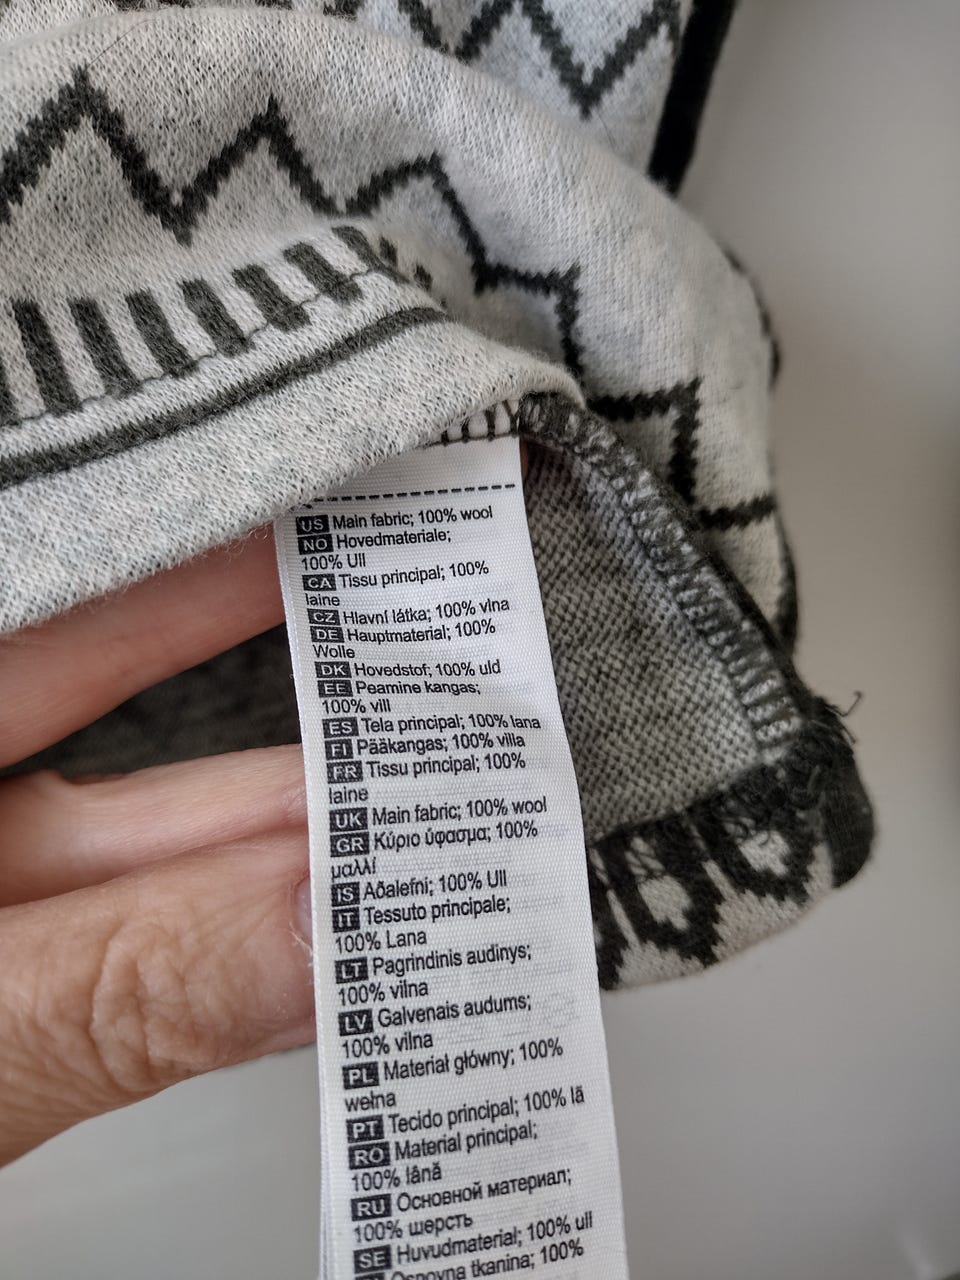 US Main fabric; 100% wool
NO Hovedmateriale;
100% Ull
CA Tissu principal; 100%
laine
CZ Hlavní látka; 100% vlna
DE Hauptmaterial; 100%
Wolle
DK Hovedstof; 100% uld
EE Peamine kangas;
100% vill
ES Tela principal; 100% lana
FI Pääkangas; 100% villa
FR Tissu principal; 100%
laine
UK Main fabric; 100% wool
GR Κύριο ύφασμα; 100%
μαλλί
IS Aðalefni; 100% Ull
IT Tessuto principale;
100% Lana
LT Pagrindinis audinys;
100% vilna
LV Galvenais audums;
100% vilna
PL Materiał główny; 100%
wełna
PT Tecido principal; 100% lã
RO Material principal;
100% lână
RU Основной материал;
100% шерсть
SE Huvudmaterial; 100% ull
Основна тканина; 100%